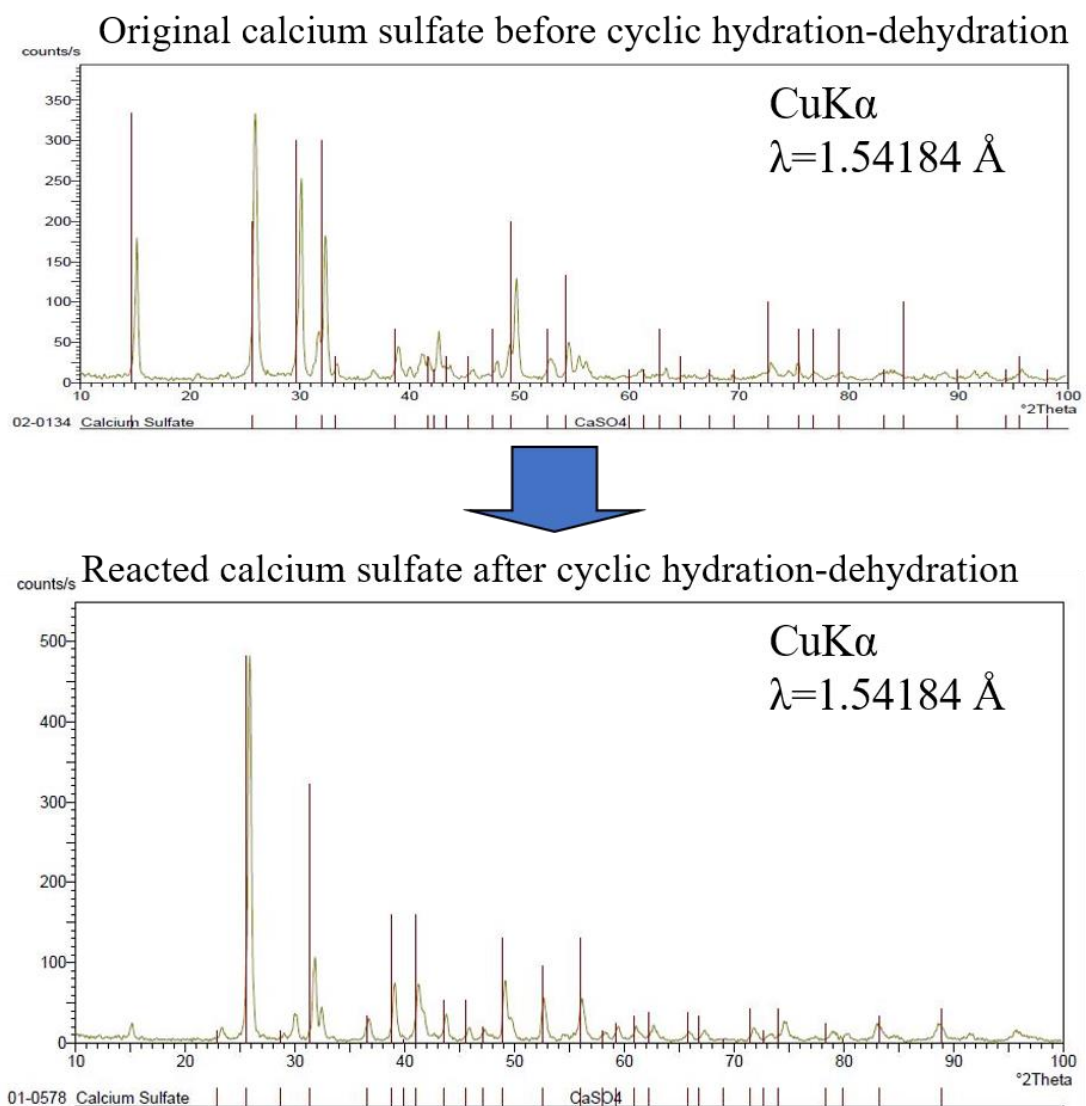 Original calcium sulfate before cyclic hydration-dehydration
counts/s
CuKα
λ=1.54184 Å
350
300
250
200
150
100
50
0
10 20 30 40 50 60 70 80 90 100
°2Theta
02-0134 Calcium Sulfate CaSO4
Reacted calcium sulfate after cyclic hydration-dehydration
counts/s
CuKα
λ=1.54184 Å
500
400
300
200
100
0
10 20 30 40 50 60 70 80 90 100
°2Theta
01-0578 Calcium Sulfate CaSO4